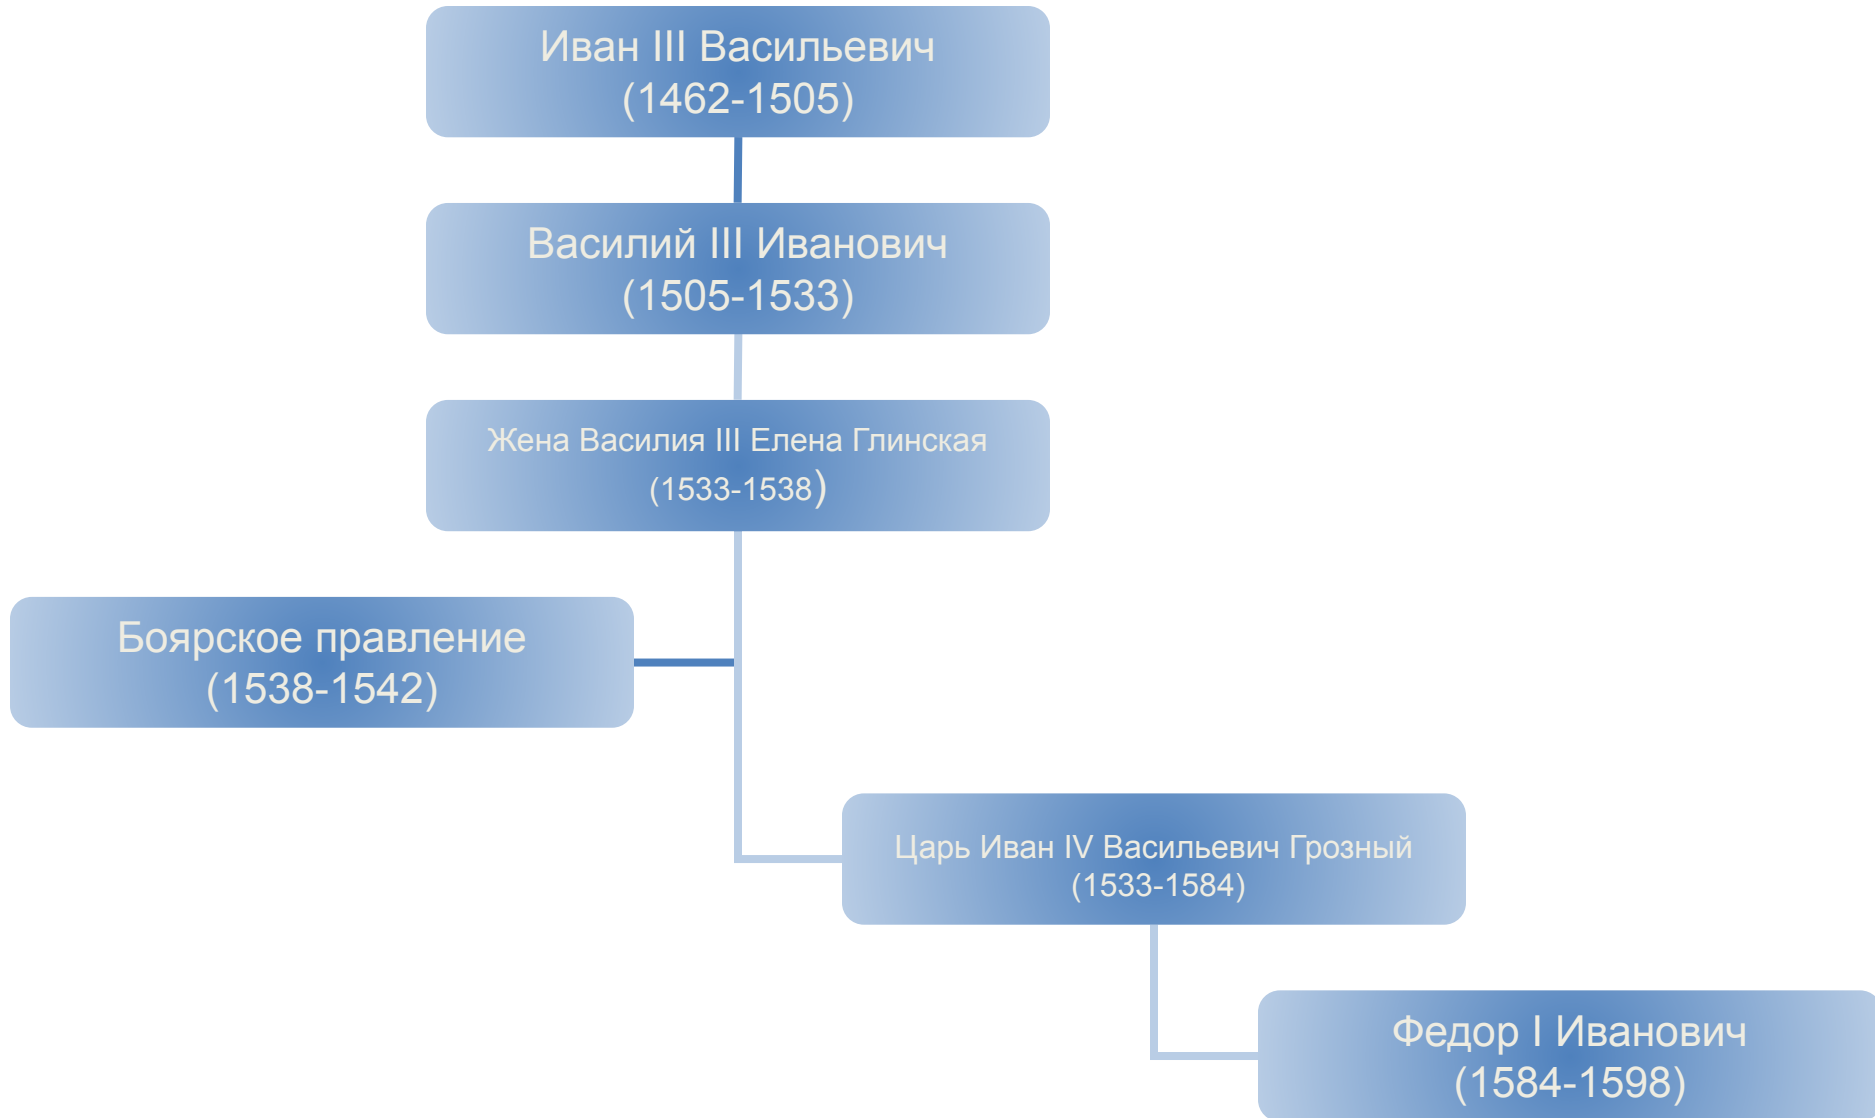 Иван III Васильевич
(1462-1505)
Василий III Иванович
(1505-1533)
Жена Василия III Елена Глинская
(1533-1538)
Боярское правление
(1538-1542)
Царь Иван IV Васильевич Грозный
(1533-1584)
Федор I Иванович
(1584-1598)